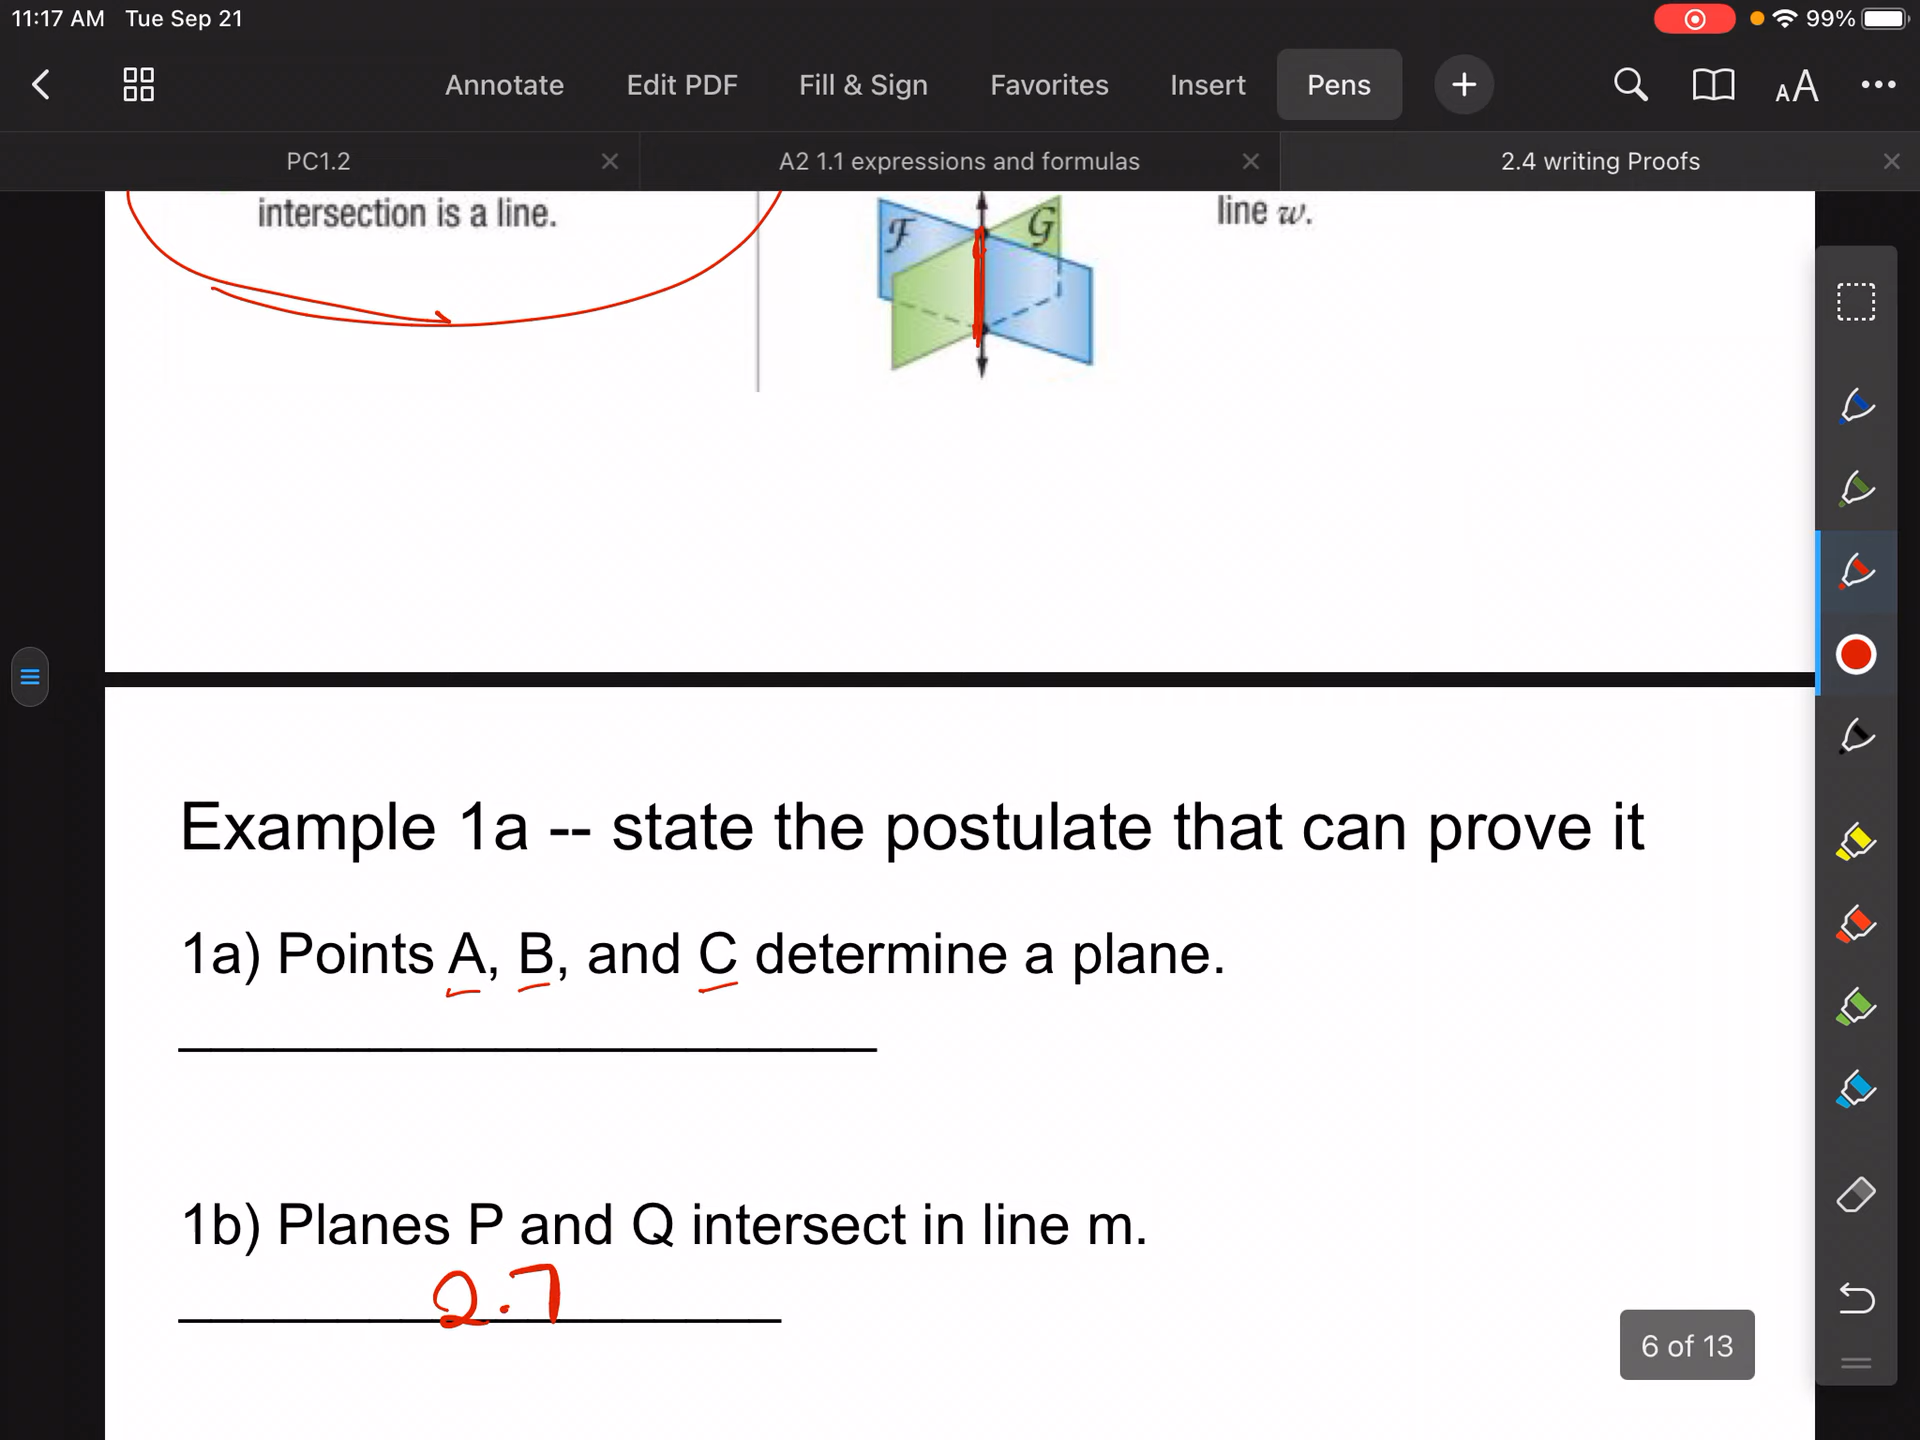 11:17 AM Tue Sep 21
99%
Annotate Edit PDF Fill & Sign Favorites Insert Pens
AA
PC1.2
A2 1.1 expressions and formulas
2.4 writing Proofs
intersection is a line.
F
G
line w.
Example 1a -- state the postulate that can prove it
1a) Points A, B, and C determine a plane.
1b) Planes P and Q intersect in line m.
2.7
6 of 13